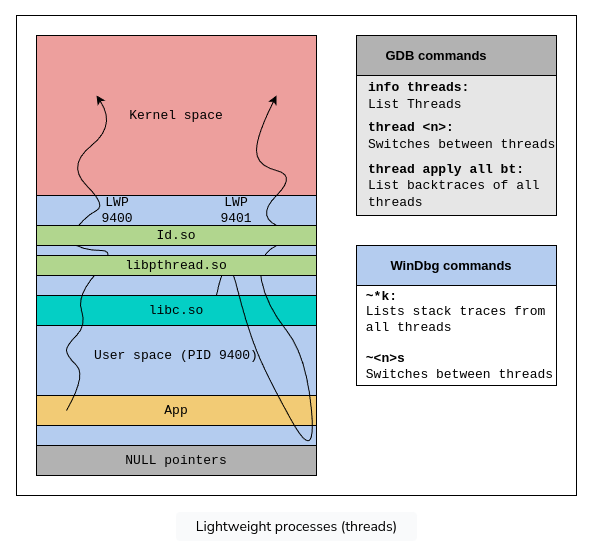 Kernel space
LWP
9400
LWP
9401
Id.so
libpthread.so
libc.so
User space (PID 9400)
App
NULL pointers
GDB commands
info threads:
List Threads
thread <n>:
Switches between threads
thread apply all bt:
List backtraces of all
threads
WinDbg commands
~*k:
Lists stack traces from
all threads
~<n>s
Switches between threads
Lightweight processes (threads)